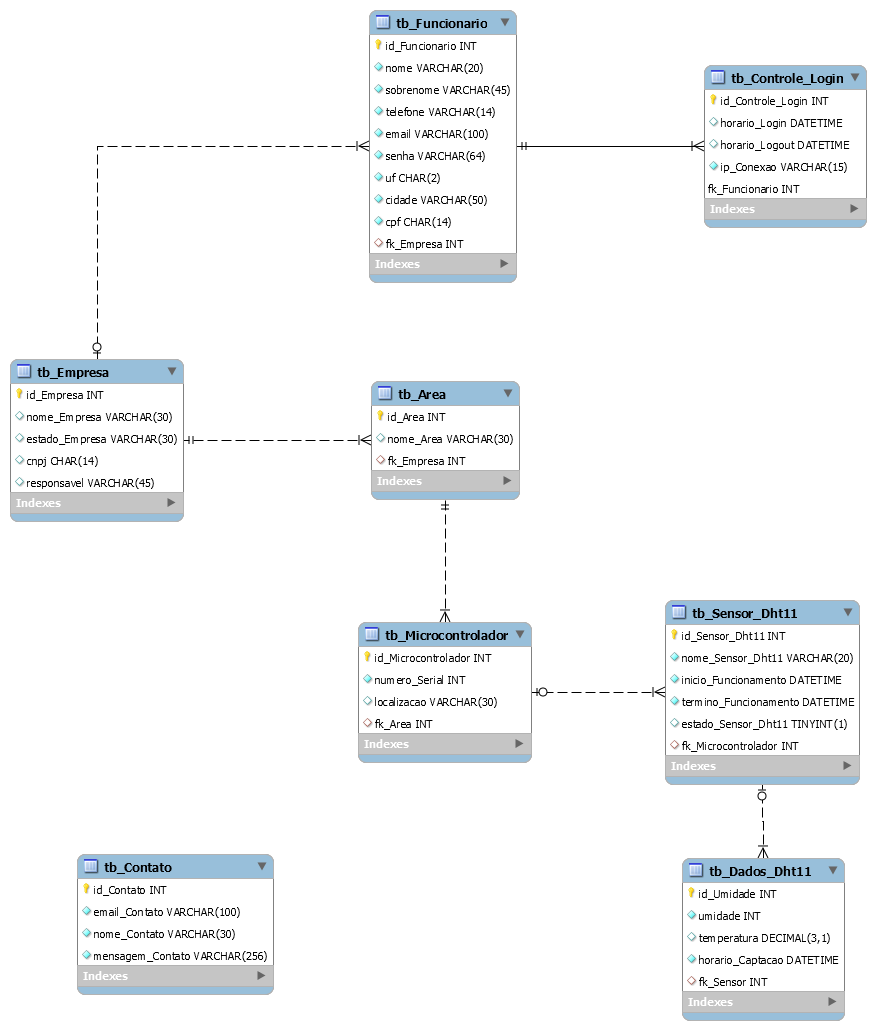 tb_Funcionario
id_Funcionario INT
nome VARCHAR(20)
sobrenome VARCHAR(45)
telefone VARCHAR(14)
email VARCHAR(100)
senha VARCHAR(64)
uf CHAR(2)
cidade VARCHAR(50)
cpf CHAR(14)
fk_Empresa INT
Indexes
tb_Controle_Login
id_Controle_Login INT
horario_Login DATETIME
horario_Logout DATETIME
ip_Conexao VARCHAR(15)
fk_Funcionario INT
Indexes
tb_Empresa
id_Empresa INT
nome_Empresa VARCHAR(30)
estado_Empresa VARCHAR(30)
cnpj CHAR(14)
responsavel VARCHAR(45)
Indexes
tb_Area
id_Area INT
nome_Area VARCHAR(30)
fk_Empresa INT
Indexes
tb_Microcontrolador
id_Microcontrolador INT
numero_Serial INT
localizacao VARCHAR(30)
fk_Area INT
Indexes
tb_Sensor_Dht11
id_Sensor_Dht11 INT
nome_Sensor_Dht11 VARCHAR(20)
inicio_Funcionamento DATETIME
termino_Funcionamento DATETIME
estado_Sensor_Dht11 TINYINT(1)
fk_Microcontrolador INT
Indexes
tb_Contato
id_Contato INT
email_Contato VARCHAR(100)
nome_Contato VARCHAR(30)
mensagem_Contato VARCHAR(256)
Indexes
tb_Dados_Dht11
id_Umidade INT
umidade INT
temperatura DECIMAL(3,1)
horario_Captacao DATETIME
fk_Sensor INT
Indexes